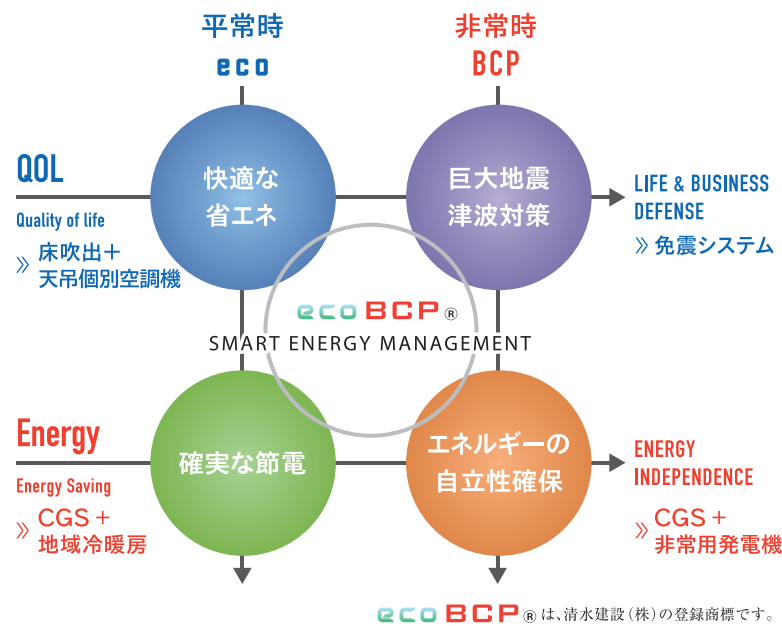 平常時
eco
非常時
BCP
QOL
Quality of life
》床吹出＋
天吊個別空調機
快適な
省エネ
巨大地震
津波対策
LIFE & BUSINESS
DEFENSE
》免震システム
eco BCP®
SMART ENERGY MANAGEMENT
Energy
Energy Saving
》CGS＋
地域冷暖房
確実な節電
エネルギーの
自立性確保
ENERGY
INDEPENDENCE
》CGS＋
非常用発電機
eco BCP®は、清水建設（株）の登録商標です。